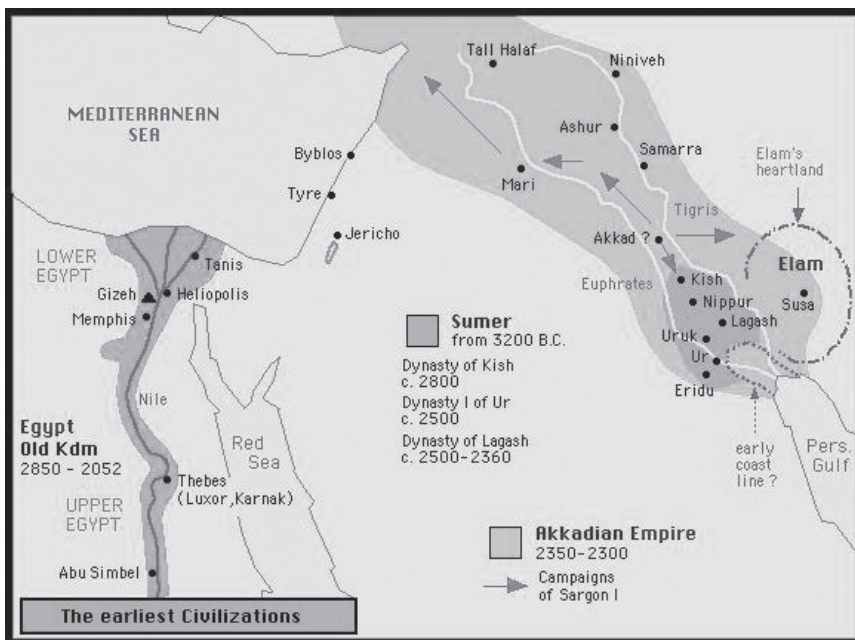 Tall Halaf
Niniveh
MEDITERRANEAN
SEA
Ashur
Byblos
Samarra
Elam's
heartland
Mari
Tyre
Tigris
Jericho
Akkad ?
LOWER
EGYPT
Tanis
Elam
Euphrates
Kish
Gizeh
Heliopolis
Nippur
Susa
Memphis
Sumer
from 3200 B.C.
Lagash
Uruk
Ur
Dynasty of Kish
c. 2800
Eridu
Nile
Dynasty I of Ur
c. 2500
Egypt
Old Kdm
2850 - 2052
Red
Sea
Dynasty of Lagash
c. 2500-2360
early
coast
line ?
Pers.
Gulf
Thebes
(Luxor,Karnak)
UPPER
EGYPT
Akkadian Empire
2350-2300
Abu Simbel
Campaigns
of Sargon I
The earliest Civilizations